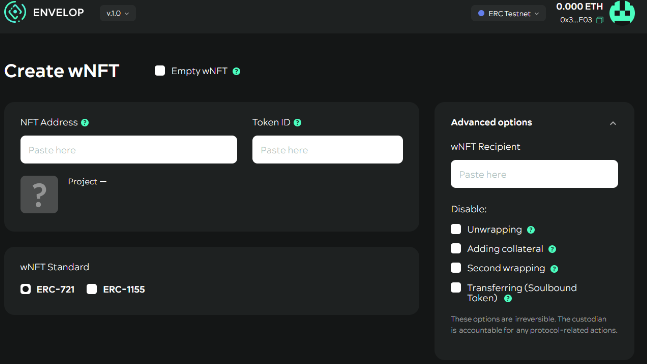 ENVELOP
v.1.0
ERC Testnet
0.000 ETH
0x3...F03
Create wNFT
Empty wNFT ?
NFT Address ?
Token ID ?
Paste here
Paste here
?
Project —
wNFT Standard
ERC-721
ERC-1155
Advanced options
wNFT Recipient
Paste here
Disable:
Unwrapping ?
Adding collateral ?
Second wrapping ?
Transferring (Soulbound
Token) ?
These options are irreversible. The custodian
is accountable for any protocol-related actions.